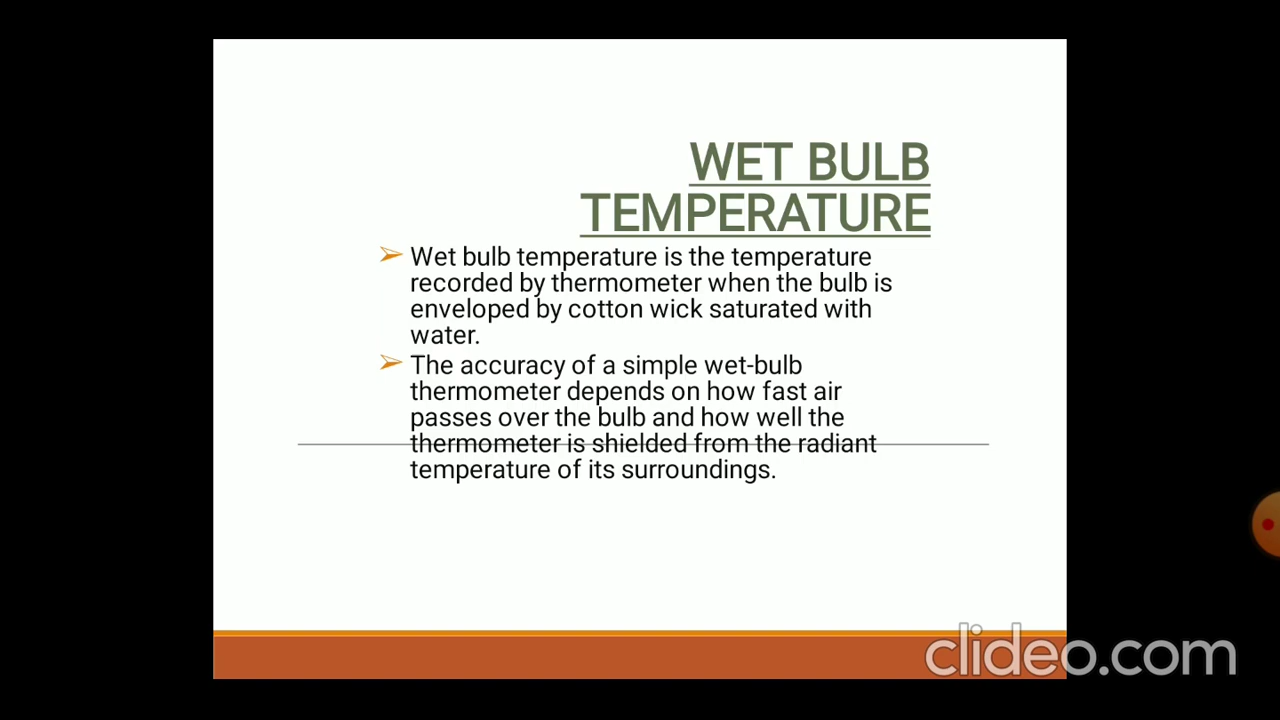 WET BULB
TEMPERATURE
➢ Wet bulb temperature is the temperature
recorded by thermometer when the bulb is
enveloped by cotton wick saturated with
water.
➢ The accuracy of a simple wet-bulb
thermometer depends on how fast air
passes over the bulb and how well the
thermometer is shielded from the radiant
temperature of its surroundings.
clideo.com